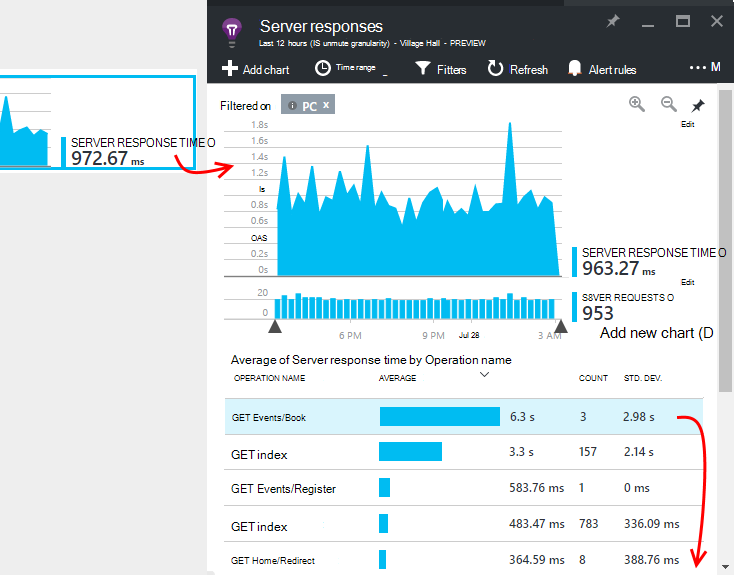 Server responses
Last 12 hours (IS unmute granularity) - Village Hall - PREVIEW
Add chart
Time range
Fitters
Refresh
Alert rules
••• M
Filtered on
PC x
Edit
1.8s
1.6s
1.4s
1.2s
Is
0.8s
0.6s
OAS
0.2s
0s
SERVER RESPONSE TIME O
972.67 ms
SERVER RESPONSE TIME O
963.27 ms
Edit
20
0
S8VER REQUESTS O
953
6 PM
9 PM
Jul 28
3 AM
Add new chart (D
Average of Server response time by Operation name
OPERATION NAME AVERAGE COUNT STD. DEV.
GET Events/Book 6.3 s 3 2.98 s
GET index 3.3 s 157 2.14 s
GET Events/Register 583.76 ms 1 0 ms
GET index 483.47 ms 783 336.09 ms
GET Home/Redirect 364.59 ms 8 388.76 ms